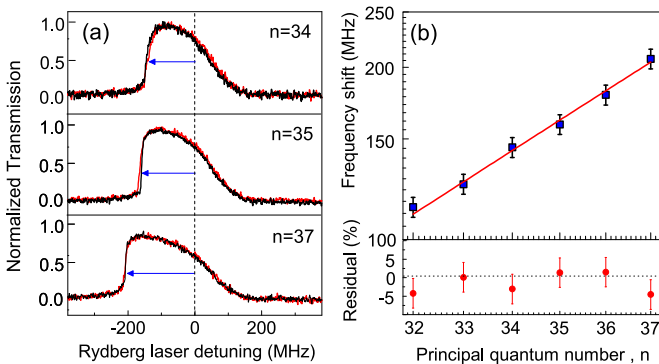 (a)
n=34
1.0
0.5
0.0
n=35
1.0
0.5
0.0
n=37
1.0
0.5
0.0
Normalized Transmission
-200
0
200
Rydberg laser detuning (MHz)
(b)
Frequency shift (MHz)
200
150
100
Residual (%)
5
0
-5
32
33
34
35
36
37
Principal quantum number , n